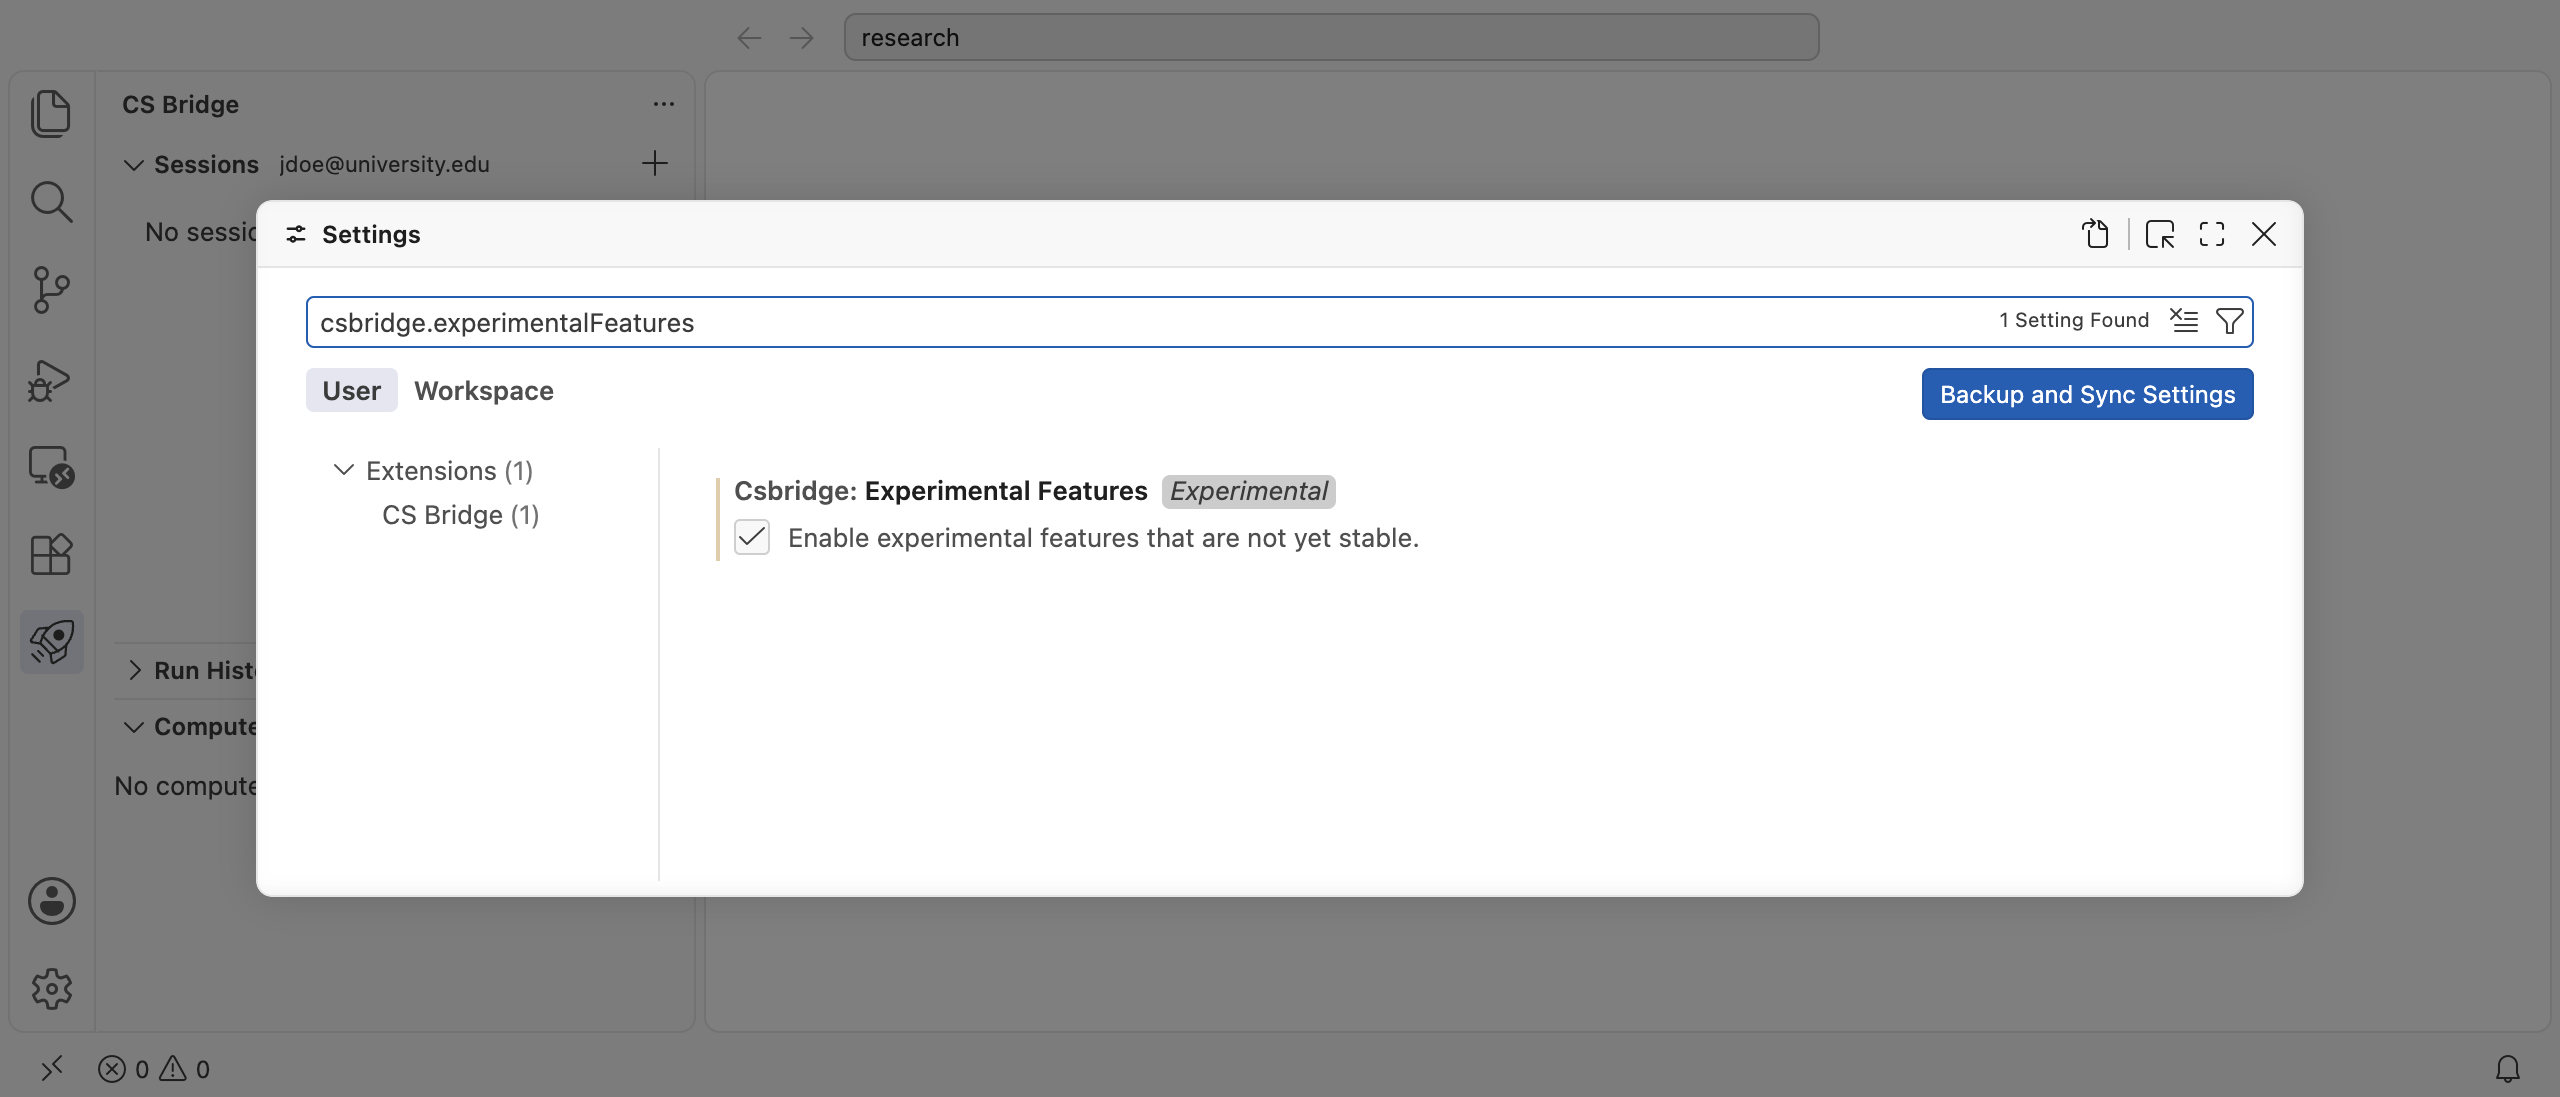 research
CS Bridge
Sessions jdoe@university.edu
No sessio
Settings
csbridge.experimentalFeatures
1 Setting Found
User Workspace
Backup and Sync Settings
Extensions (1)
CS Bridge (1)
Csbridge: Experimental Features Experimental
Enable experimental features that are not yet stable.
Run Histo
Compute
No compute
0 0